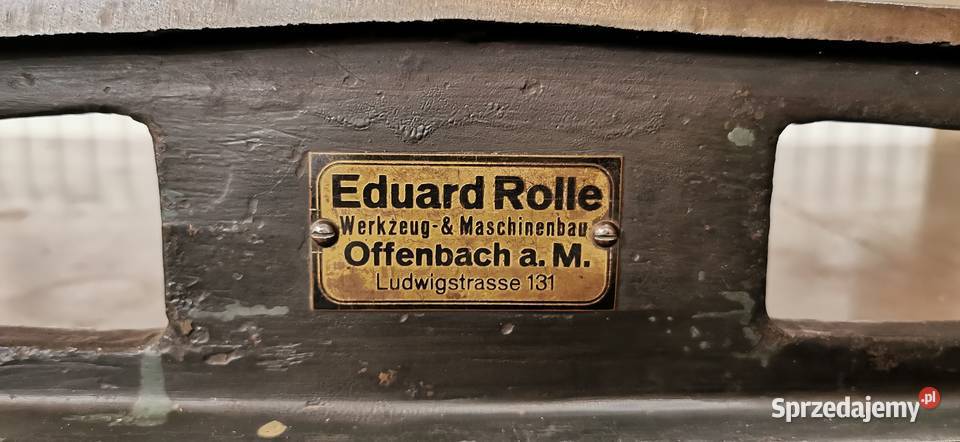 Eduard Rolle
Werkzeug-& Maschinenbau
Offenbach a. M.
Ludwigstrasse 131
Sprzedajemy.pl